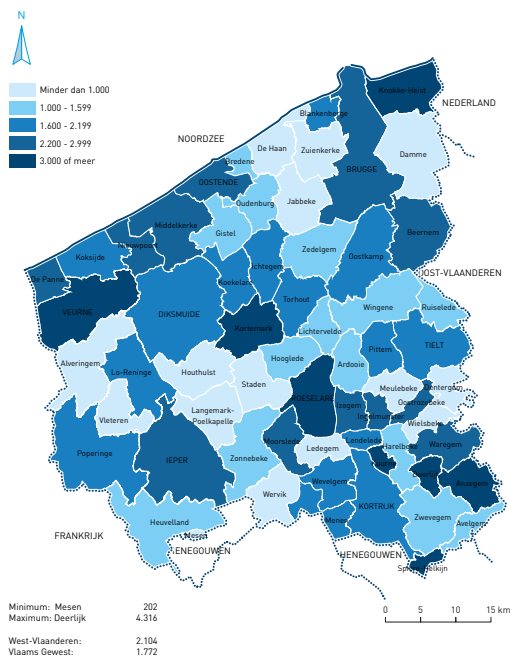 N
Minder dan 1.000
1.000 - 1.599
1.600 - 2.199
2.200 - 2.999
3.000 of meer
NEDERLAND
NOORDZEE
Knokke-Heist
Blankenberge
De Haan
Zuienkerke
Damme
Bredene
BRUGGE
OOSTENDE
Oudenburg
Jabbeke
Middelkerke
Gistel
Beernem
Nieuwpoort
Koksijde
Zedelgem
Oostkamp
Ichtegem
De Panne
Koekelare
OOST-VLAANDEREN
Torhout
VEURNE
DIKSMUIDE
Wingene
Ruiselede
Kortemark
Lichtervelde
Pittem
TIELT
Hooglede
Ardooie
Alveringem
Lo-Reninge
Houthulst
Staden
Meulebeke
Dentergem
ROESELARE
Izegem
Oostrozebeke
Langemark-
Poelkapelle
Ingelmunster
Vleteren
Wielsbeke
Moorslede
Lendelede
Harelbeke
Waregem
Poperinge
IEPER
Zonnebeke
Ledegem
Kuurne
Deerlijk
Anzegem
Wevelgem
Wervik
KORTRIJK
Menen
Zwevegem
Avelgem
Heuvelland
Mesen
FRANKRIJK
HENEGOUWEN
HENEGOUWEN
Spiere-Helkijn
Minimum: Mesen 202
Maximum: Deerlijk 4.316
West-Vlaanderen: 2.104
Vlaams Gewest: 1.772
0 5 10 15 km